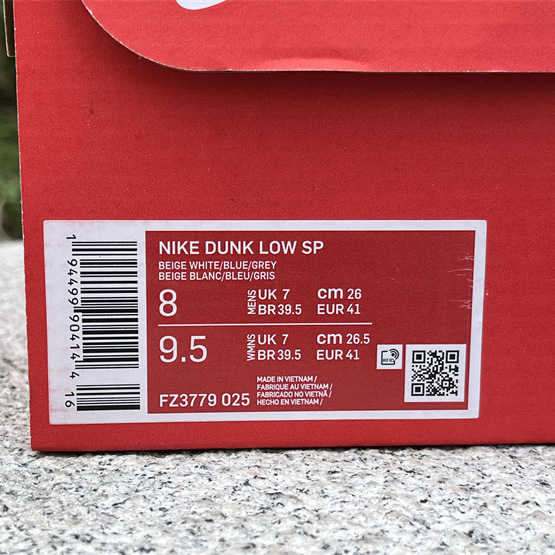 NIKE DUNK LOW SP
BEIGE WHITE/BLUE/GREY
BEIGE BLANC/BLEU/GRIS
8 MENS UK 7 cm 26
BR 39.5 EUR 41
9.5 WMNS UK 7 cm 26.5
BR 39.5 EUR 41
RFID
FZ3779 025
MADE IN VIETNAM /
FABRIQUE AU VIETNAM /
FABRICADO NO VIETNÃ /
HECHO EN VIETNAM /
1 94499 90414 4 16